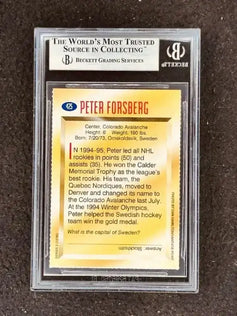 THE WORLD'S MOST TRUSTED
SOURCE IN COLLECTING™
BECKETT GRADING SERVICES
PETER FORSBERG
Center, Colorado Avalanche
Height: 6 Weight: 190 lbs
Born: 7/20/73, Ornskoldsvik, Sweden
IN 1994-95, Peter led all NHL
rookies in points (50) and
assists (35). He won the Calder
Memorial Trophy as the league's
best rookie. His team, the
Quebec Nordiques, moved to
Denver and changed its name to
the Colorado Avalanche last July.
At the 1994 Winter Olympics,
Peter helped the Swedish hockey
team win the gold medal.
What is the capital of Sweden?
Answer: Stockholm